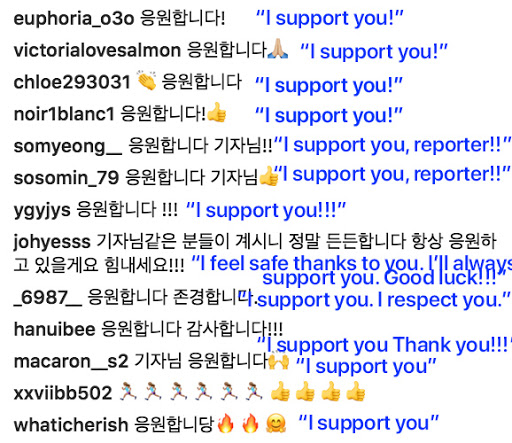 euphoria_o3o 응원합니다! “I support you!”
victorialovesalmon 응원합니다🙏🏼 “I support you!”
chloe293031 👏 응원합니다 “I support you!”
noir1blanc1 응원합니다!👍 “I support you!”
somyeong__ 응원합니다 기자님!! “I support you, reporter!!”
sosomin_79 응원합니다 기자님👍 “I support you, reporter!!”
ygyjys 응원합니다 !!! “I support you!!!”
johyesss 기자님같은 분들이 계시니 정말 든든합니다 항상 응원하
고 있을게요 힘내세요!!! “I feel safe thanks to you. I’ll always
support you. Good luck!!!”
_6987__ 응원합니다 존경합니다. “I support you. I respect you.”
hanuibee 응원합니다 감사합니다!!!
“I support you Thank you!!!”
macaron__s2 기자님 응원합니다🙌 “I support you”
xxviibb502 🏃🏻‍♀️🏃🏻‍♀️🏃🏻‍♀️🏃🏻‍♀️🏃🏻‍♀️🏃🏻‍♀️👍👍👍👍
whaticherish 응원합니당🔥🔥🤗 “I support you”